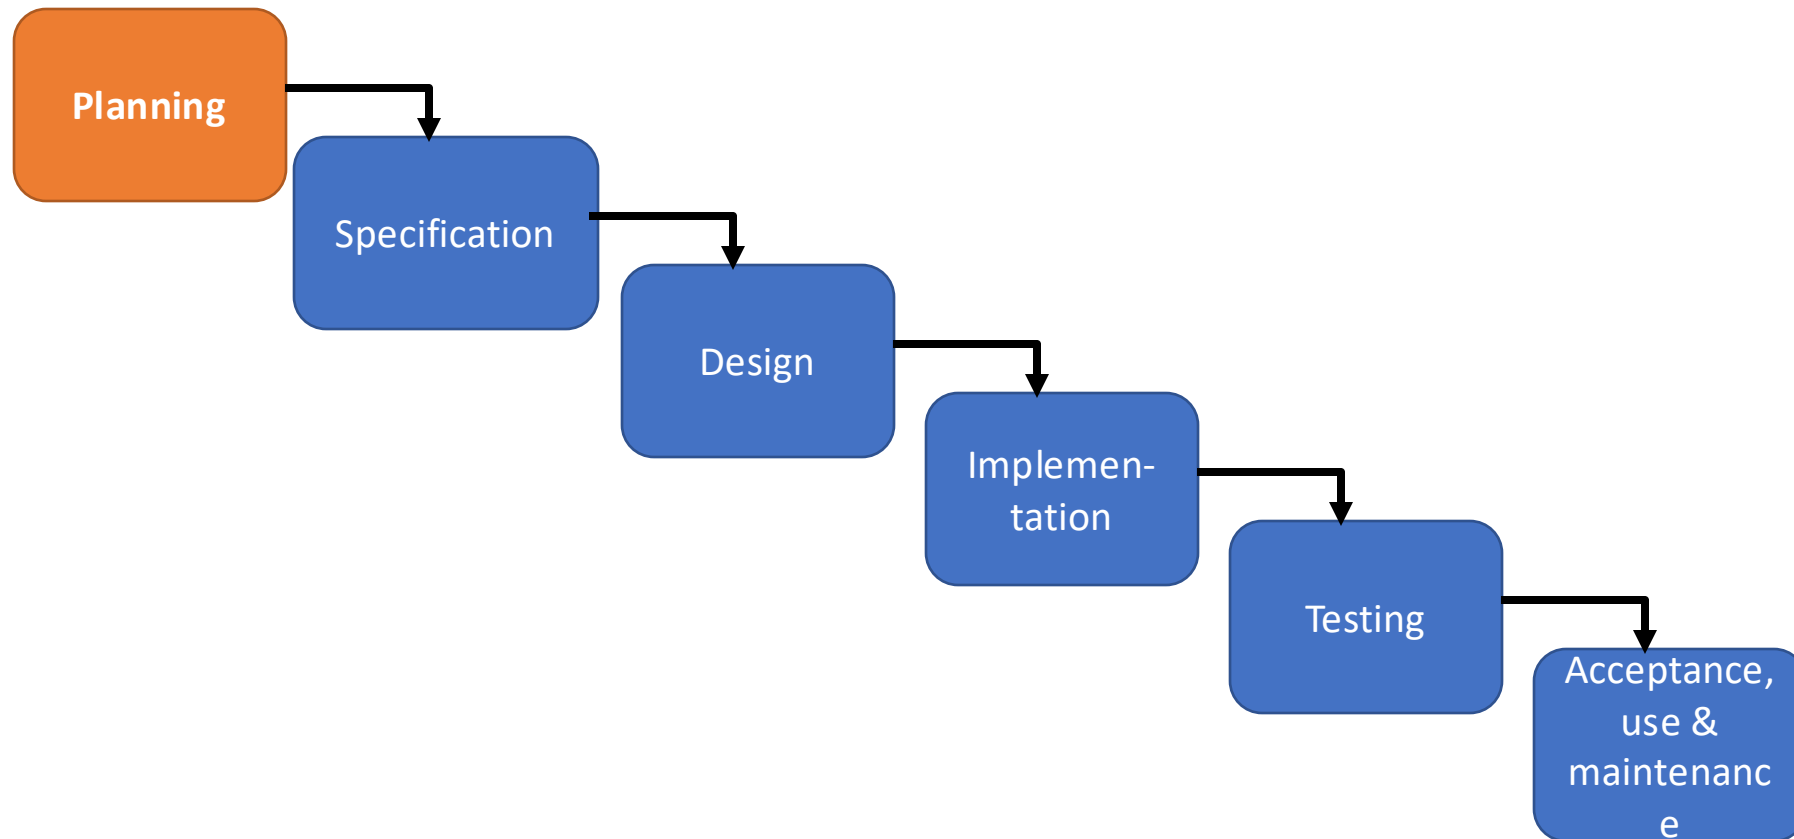 Planning
Specification
Design
Implemen-
tation
Testing
Acceptance,
use &
maintenanc
e